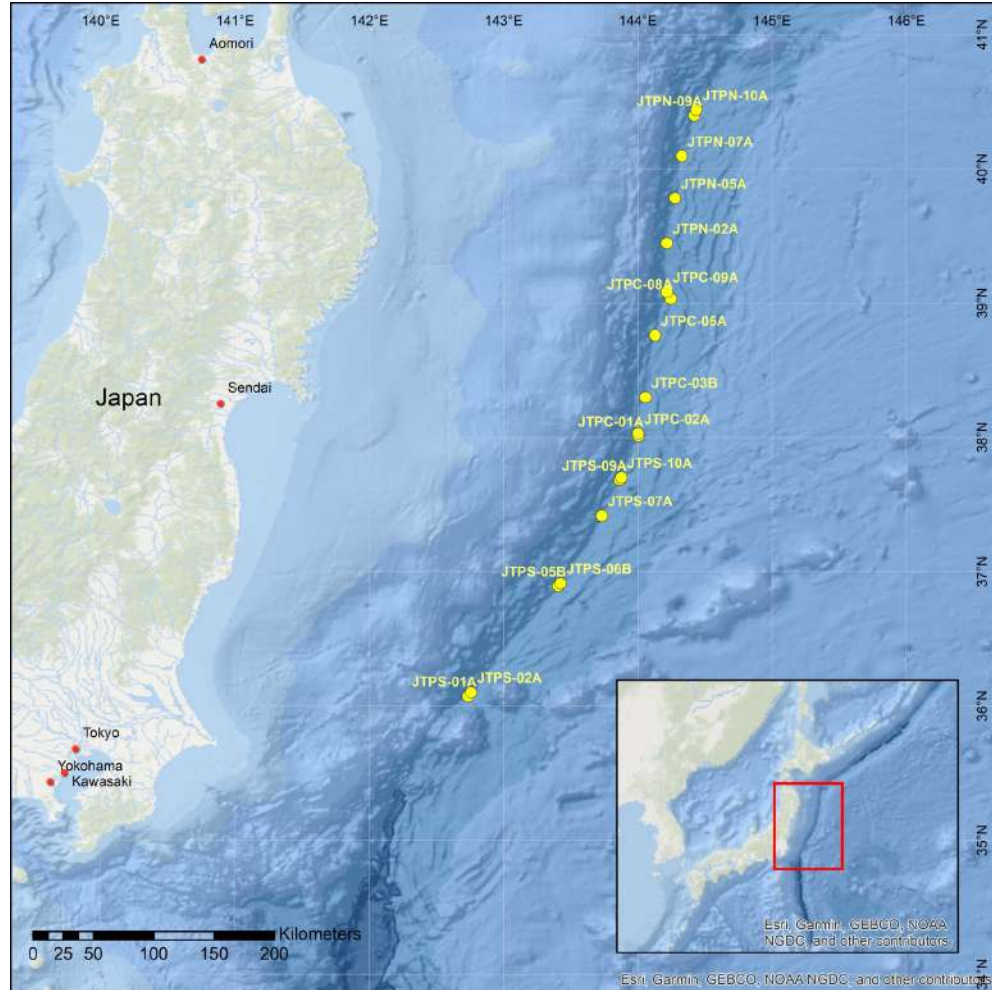 140°E 141°E 142°E 143°E 144°E 145°E 146°E
41°N
Aomori
JTPN-09A JTPN-10A
JTPN-07A
40°N
JTPN-05A
JTPN-02A
JTPC-08A JTPC-09A
39°N
JTPC-05A
Sendai
Japan
JTPC-03B
JTPC-01A JTPC-02A
38°N
JTPS-09A JTPS-10A
JTPS-07A
37°N
JTPS-05B JTPS-06B
JTPS-01A JTPS-02A
36°N
Tokyo
Yokohama
Kawasaki
35°N
Kilometers
0 25 50 100 150 200
Esri, Garmin, GEBCO, NOAA
NGDC, and other contributors
34°N
Esri, Garmin, GEBCO, NOAA NGDC, and other contributors